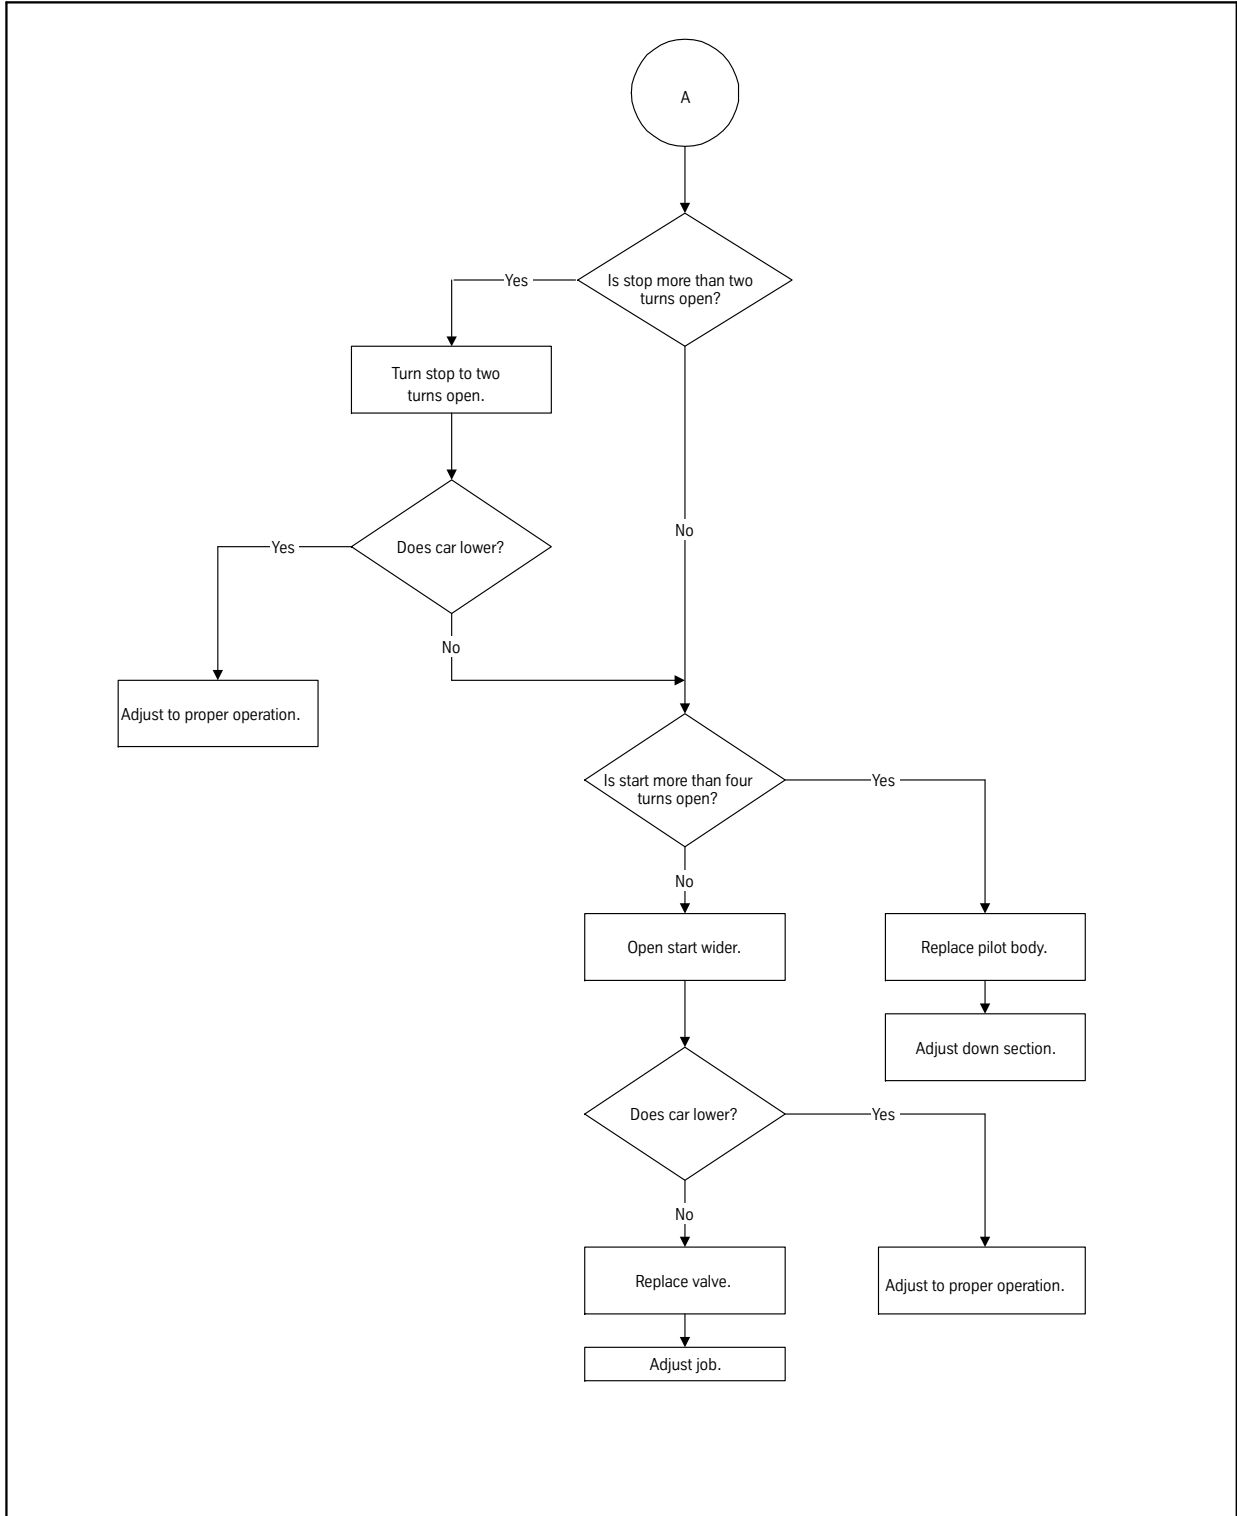 A
Is stop more than two
turns open?
Yes
Turn stop to two
turns open.
No
Does car lower?
Yes
No
Adjust to proper operation.
Is start more than four
turns open?
Yes
No
Open start wider.
Replace pilot body.
Adjust down section.
Does car lower?
Yes
No
Replace valve.
Adjust to proper operation.
Adjust job.